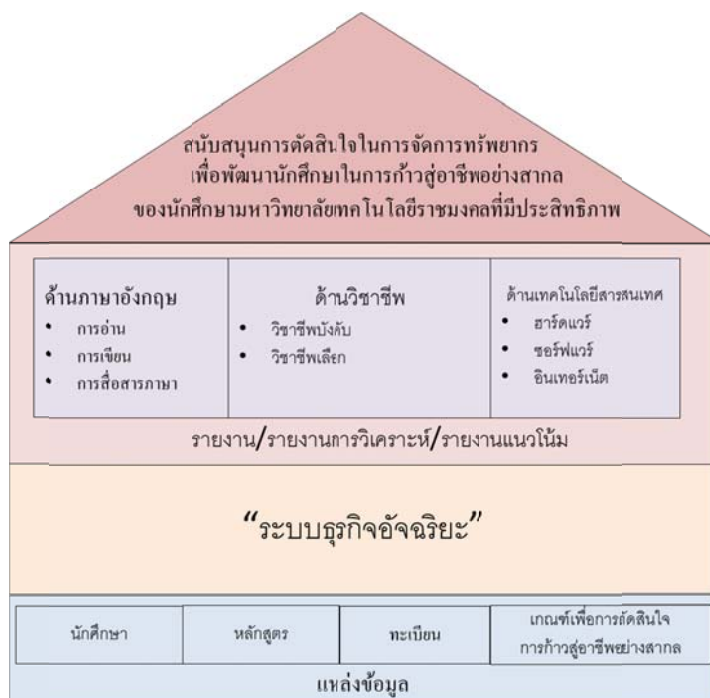 สนับสนุนการตัดสินใจในการจัดการทรัพยากร
เพื่อพัฒนานักศึกษาในการก้าวสู่อาชีพอย่างสากล
ของนักศึกษามหาวิทยาลัยเทคโนโลยีราชมงคลที่มีประสิทธิภาพ
ด้านภาษาอังกฤษ
• การอ่าน
• การเขียน
• การสื่อสารภาษา
ด้านวิชาชีพ
• วิชาชีพบังคับ
• วิชาชีพเลือก
ด้านเทคโนโลยีสารสนเทศ
• ฮาร์ดแวร์
• ซอร์ฟแวร์
• อินเทอร์เน็ต
รายงาน/รายงานการวิเคราะห์/รายงานแนวโน้ม
“ระบบธุรกิจอัจฉริยะ”
นักศึกษา
หลักสูตร
ทะเบียน
เกณฑ์เพื่อการตัดสินใจ
การก้าวสู่อาชีพอย่างสากล
แหล่งข้อมูล